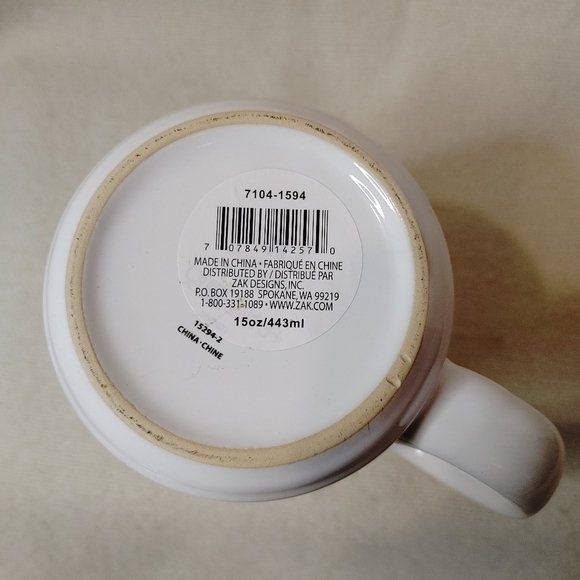 7104-1594
7 07849 14257 0
MADE IN CHINA • FABRIQUÉ EN CHINE
DISTRIBUTED BY / DISTRIBUÉ PAR
ZAK DESIGNS, INC.
P.O. BOX 19188 SPOKANE, WA 99219
1-800-331-1089 • WWW.ZAK.COM
15oz/443ml
15294-2
CHINA·CHINE